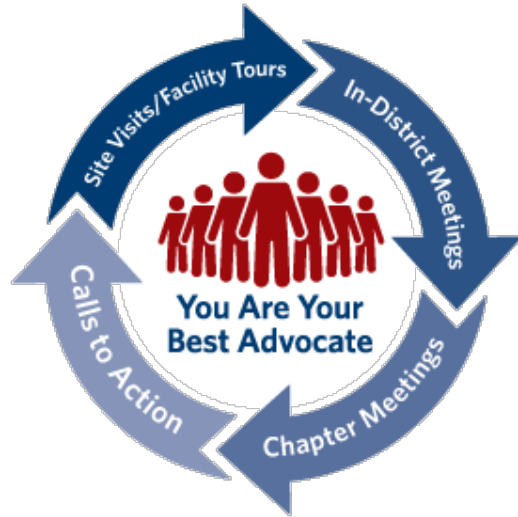 Site Visits/Facility Tours
In-District Meetings
Chapter Meetings
Calls to Action
You Are Your
Best Advocate